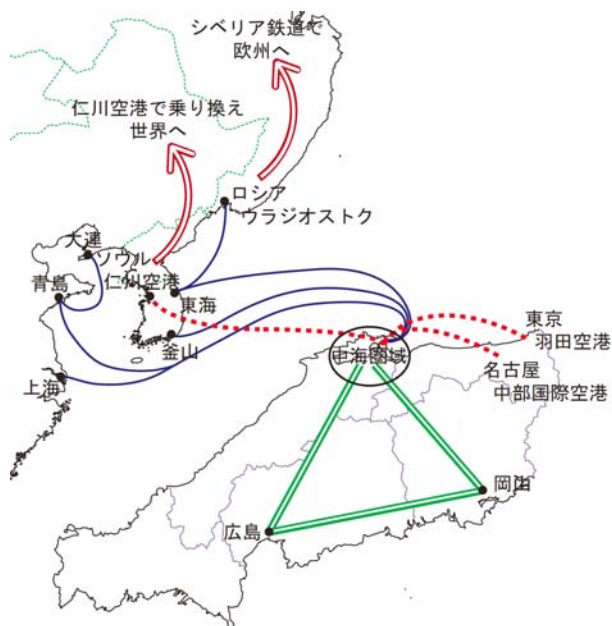 シベリア鉄道で
欧州へ
仁川空港で乗り換え
世界へ
ロシア
ウラジオストク
大連
ソウル
仁川空港
青島
東海
釜山
上海
東京
羽田空港
名古屋
中部国際空港
中海圏域
岡山
広島